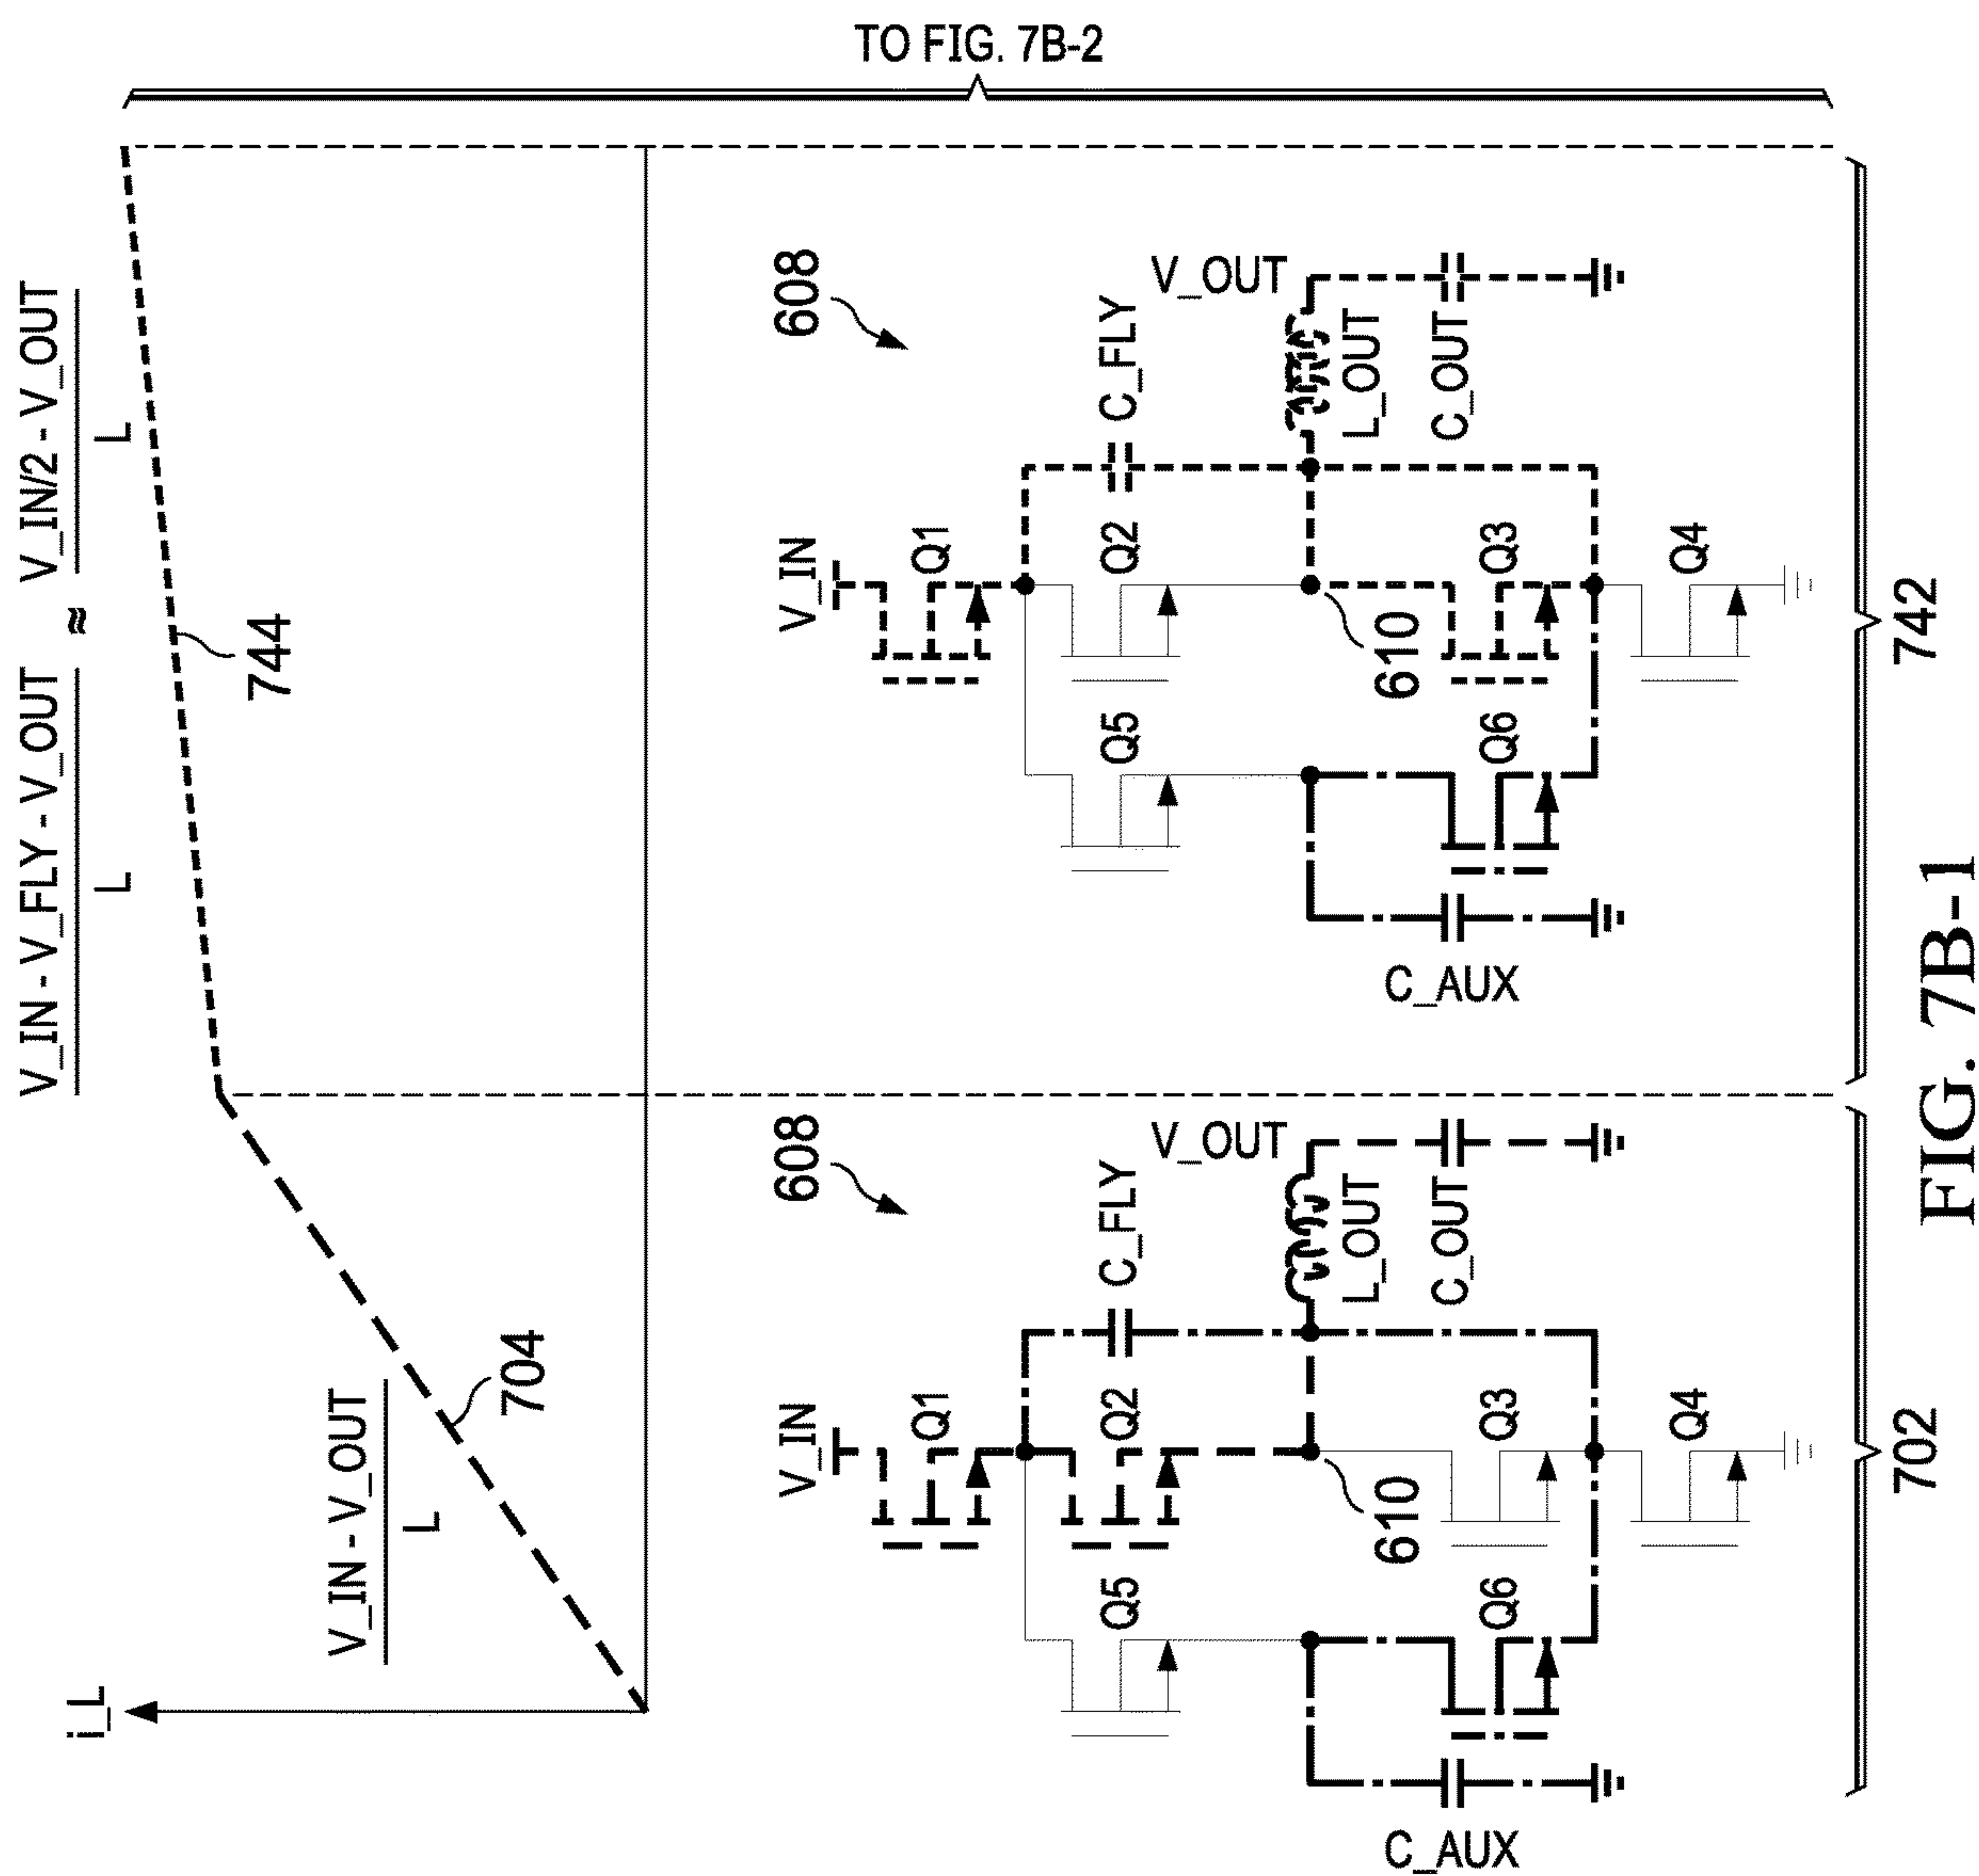 TO FIG. 7B-2
i_L
V_IN - V_OUT
L
704
V_IN - V_FLY - V_OUT
L
≈
V_IN/2 - V_OUT
L
744
608
V_IN
Q1
C_FLY
Q5
Q2
V_OUT
610
L_OUT
C_AUX
Q6
Q3
C_OUT
Q4
702
608
V_IN
Q1
C_FLY
Q5
Q2
V_OUT
610
L_OUT
C_AUX
Q6
Q3
C_OUT
Q4
742
FIG. 7B-1